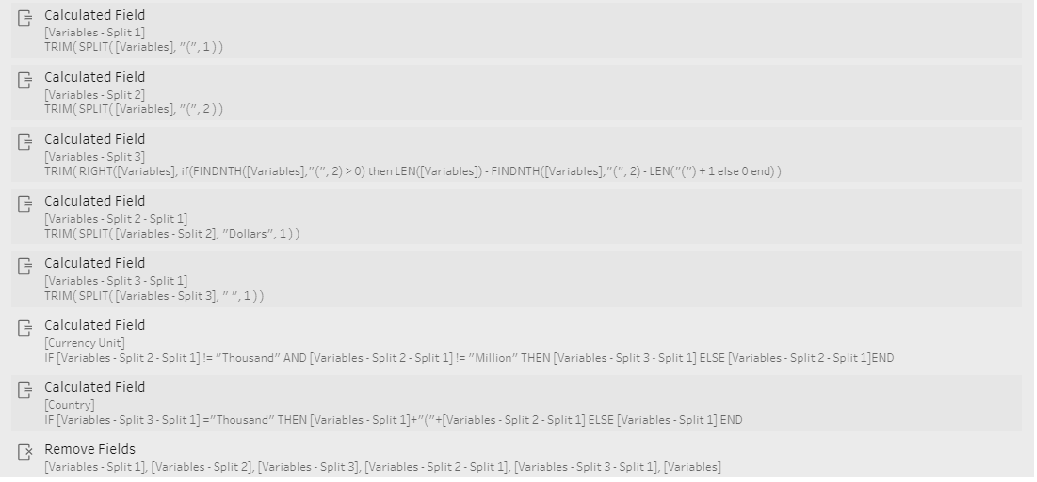 Calculated Field
[Variables - Split 1]
TRIM( SPLIT( [Variables], "(", 1 ) )
Calculated Field
[Variables - Split 2]
TRIM( SPLIT( [Variables], "(", 2 ) )
Calculated Field
[Variables - Split 3]
TRIM( RIGHT([Variables], if(FINDNTH([Variables],"(", 2) > 0) then LEN([Variables]) - FINDNTH([Variables],"(", 2) - LEN("(") + 1 else 0 end) )
Calculated Field
[Variables - Split 2 - Split 1]
TRIM( SPLIT( [Variables - Split 2], "Dollars", 1 ) )
Calculated Field
[Variables - Split 3 - Split 1]
TRIM( SPLIT( [Variables - Split 3], " ", 1 ) )
Calculated Field
[Currency Unit]
IF [Variables - Split 2 - Split 1] != "Thousand" AND [Variables - Split 2 - Split 1] != "Million" THEN [Variables - Split 3 - Split 1] ELSE [Variables - Split 2 - Split 1]END
Calculated Field
[Country]
IF [Variables - Split 3 - Split 1] ="Thousand" THEN [Variables - Split 1]+"("+[Variables - Split 2 - Split 1] ELSE [Variables - Split 1] END
Remove Fields
[Variables - Split 1], [Variables - Split 2], [Variables - Split 3], [Variables - Split 2 - Split 1], [Variables - Split 3 - Split 1], [Variables]